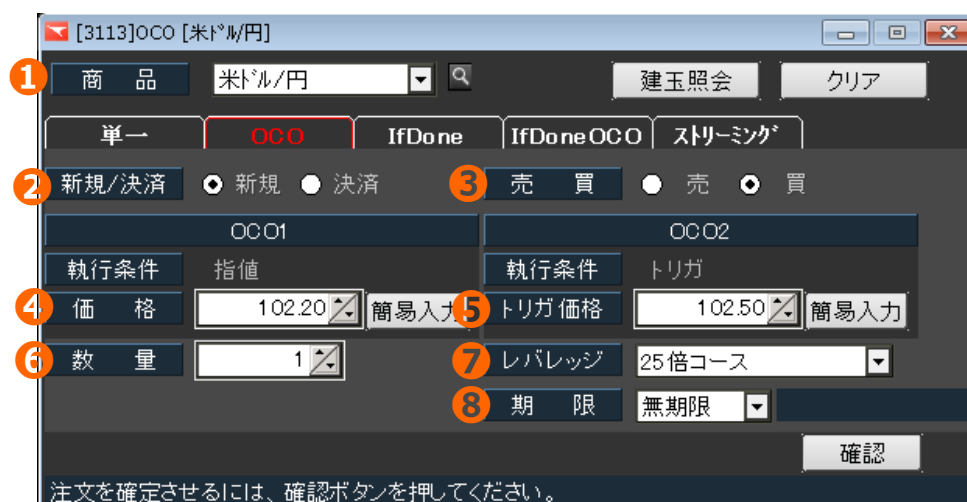 [3113]OCO [米ﾄﾞﾙ/円]
1 商 品 米ﾄﾞﾙ/円 建玉照会 クリア
単一 OCO IfDone IfDoneOCO ｽﾄﾘｰﾐﾝｸﾞ
2 新規/決済 新規 決済 3 売 買 売 買
OCO1 OCO2
執行条件 指値 執行条件 トリガ
4 価 格 102.20 簡易入力 5 トリガ価格 102.50 簡易入力
6 数 量 1 7 レバレッジ 25倍コース
8 期 限 無期限
確認
注文を確定させるには、確認ボタンを押してください。